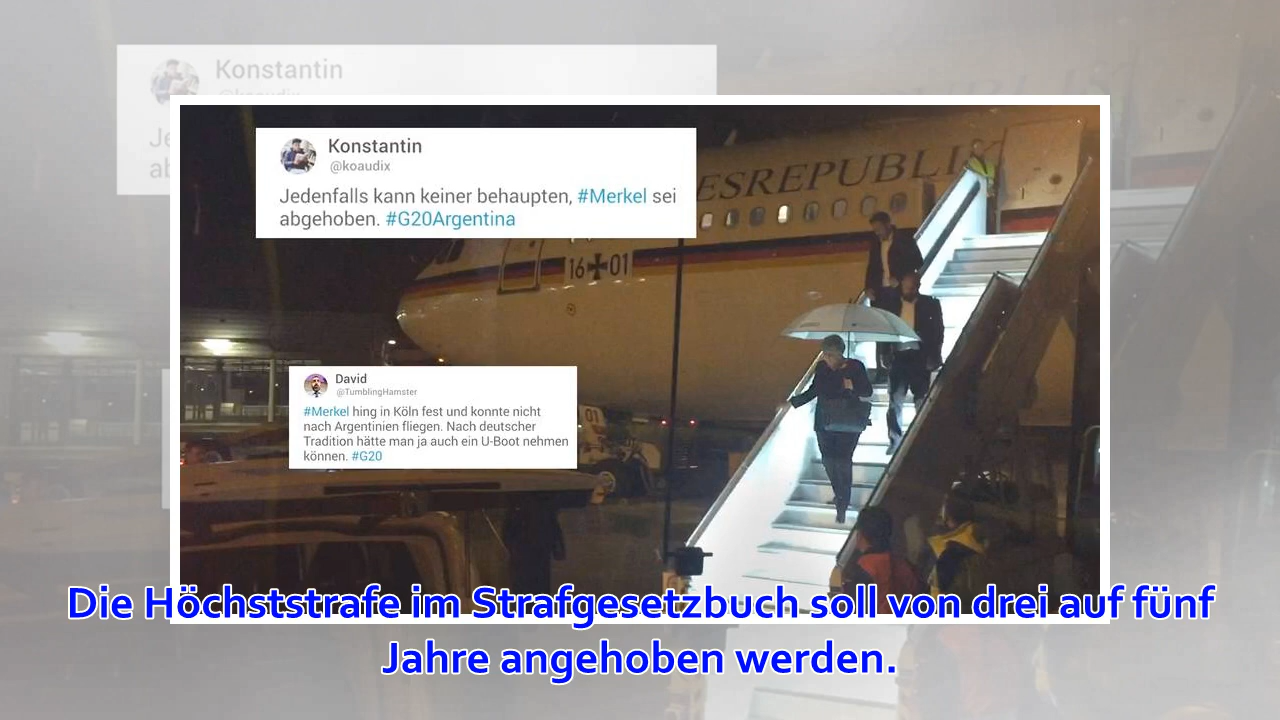 Konstantin
Konstantin
@koaudix
Jedenfalls kann keiner behaupten, #Merkel sei
abgehoben. #G20Argentina
ESREPUBLIK
16 01
David
@TumblingHamster
#Merkel hing in Köln fest und konnte nicht
nach Argentinien fliegen. Nach deutscher
Tradition hätte man ja auch ein U-Boot nehmen
können. #G20
01
Die Höchststrafe im Strafgesetzbuch soll von drei auf fünf
Jahre angehoben werden.